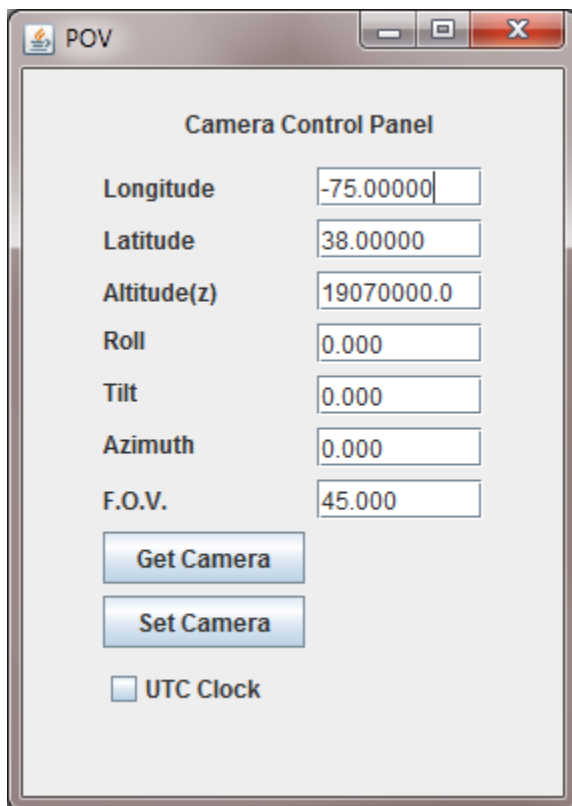 POV
Camera Control Panel
Longitude -75.00000
Latitude 38.00000
Altitude(z) 19070000.0
Roll 0.000
Tilt 0.000
Azimuth 0.000
F.O.V. 45.000
Get Camera
Set Camera
UTC Clock